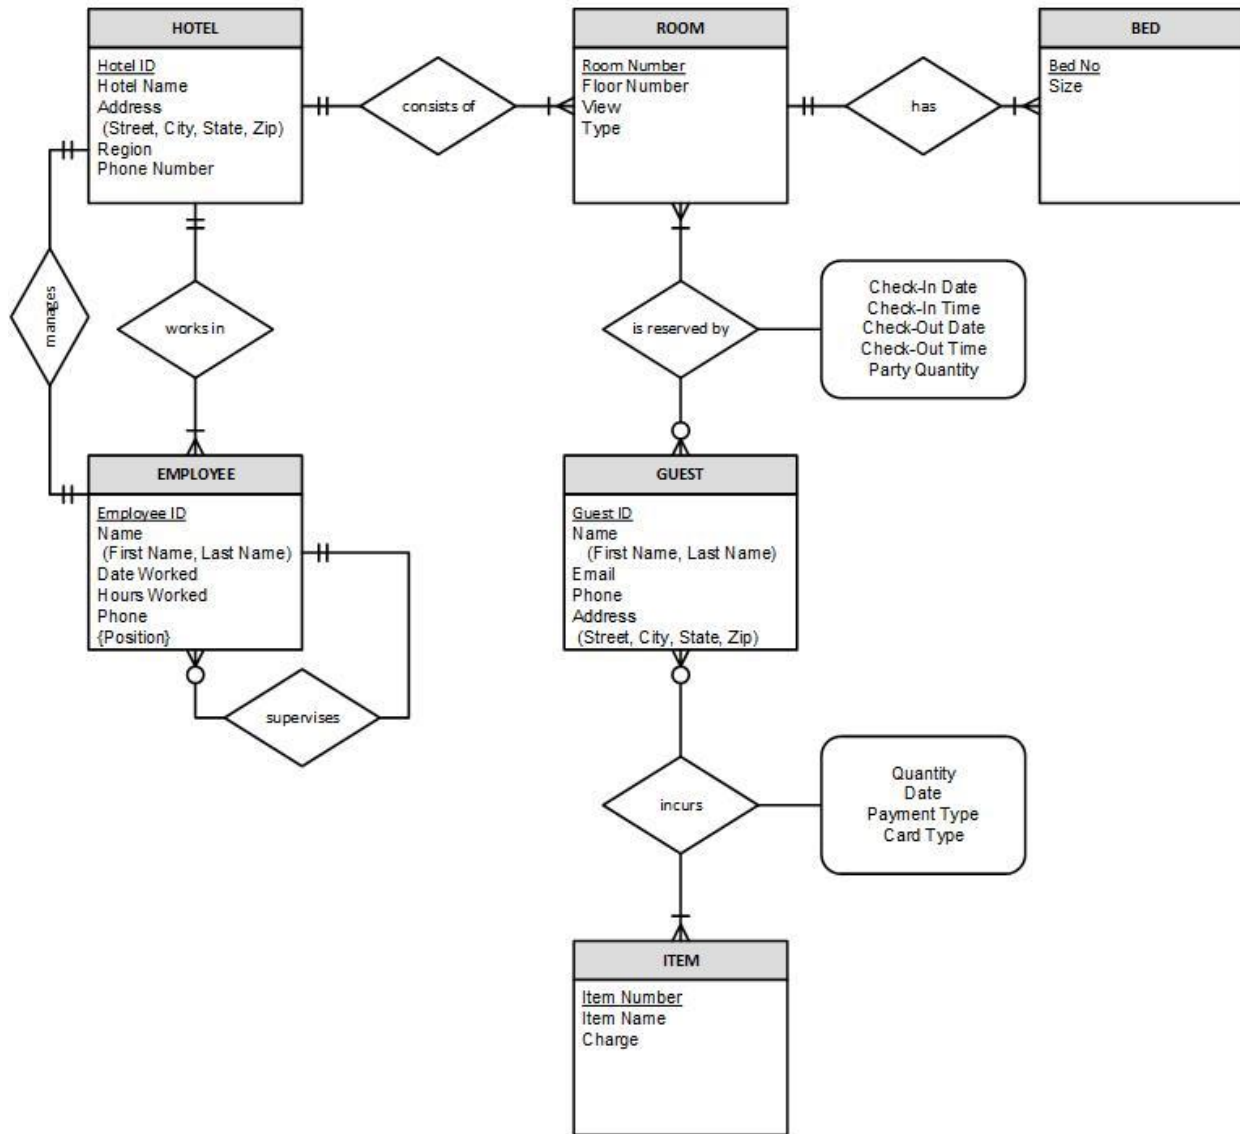 HOTEL
Hotel ID
Hotel Name
Address
(Street, City, State, Zip)
Region
Phone Number
consists of
ROOM
Room Number
Floor Number
View
Type
has
BED
Bed No
Size
manages
works in
is reserved by
Check-In Date
Check-In Time
Check-Out Date
Check-Out Time
Party Quantity
EMPLOYEE
Employee ID
Name
(First Name, Last Name)
Date Worked
Hours Worked
Phone
{Position}
supervises
GUEST
Guest ID
Name
(First Name, Last Name)
Email
Phone
Address
(Street, City, State, Zip)
incurs
Quantity
Date
Payment Type
Card Type
ITEM
Item Number
Item Name
Charge